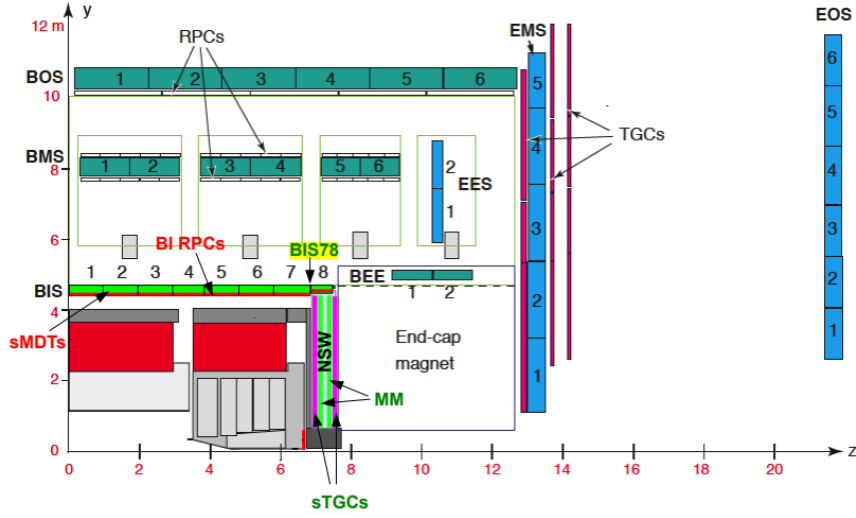 12 m
y
EOS
RPCs
EMS
BOS
1 2 3 4 5 6
5
6
10
5
TGCs
BMS
1 2
3 4
5 6
2
4
4
8
EES
1
6
BI RPCs
BIS78
3
3
1 2 3 4 5 6 7 8
BEE
BIS
1 2
2
2
4
sMDTs
End-cap
magnet
NSW
1
1
2
MM
0
0 2 4 6 8 10 12 14 16 18 20
z
sTGCs